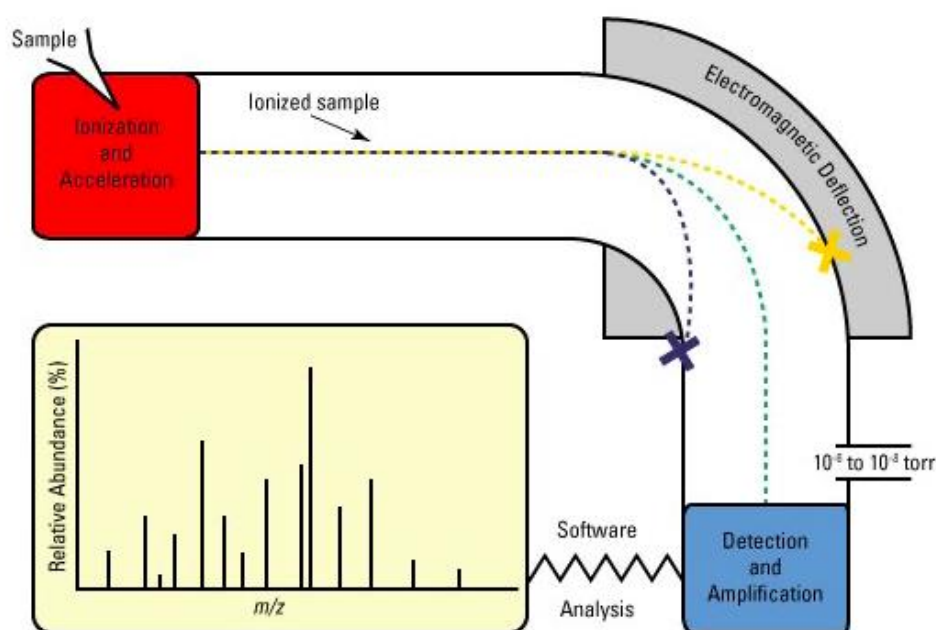 Sample
Ionization
and
Acceleration
Ionized sample
Electromagnetic Deflection
10⁻⁶ to 10⁻⁸ torr
Relative Abundance (%)
m/z
Software
Analysis
Detection
and
Amplification